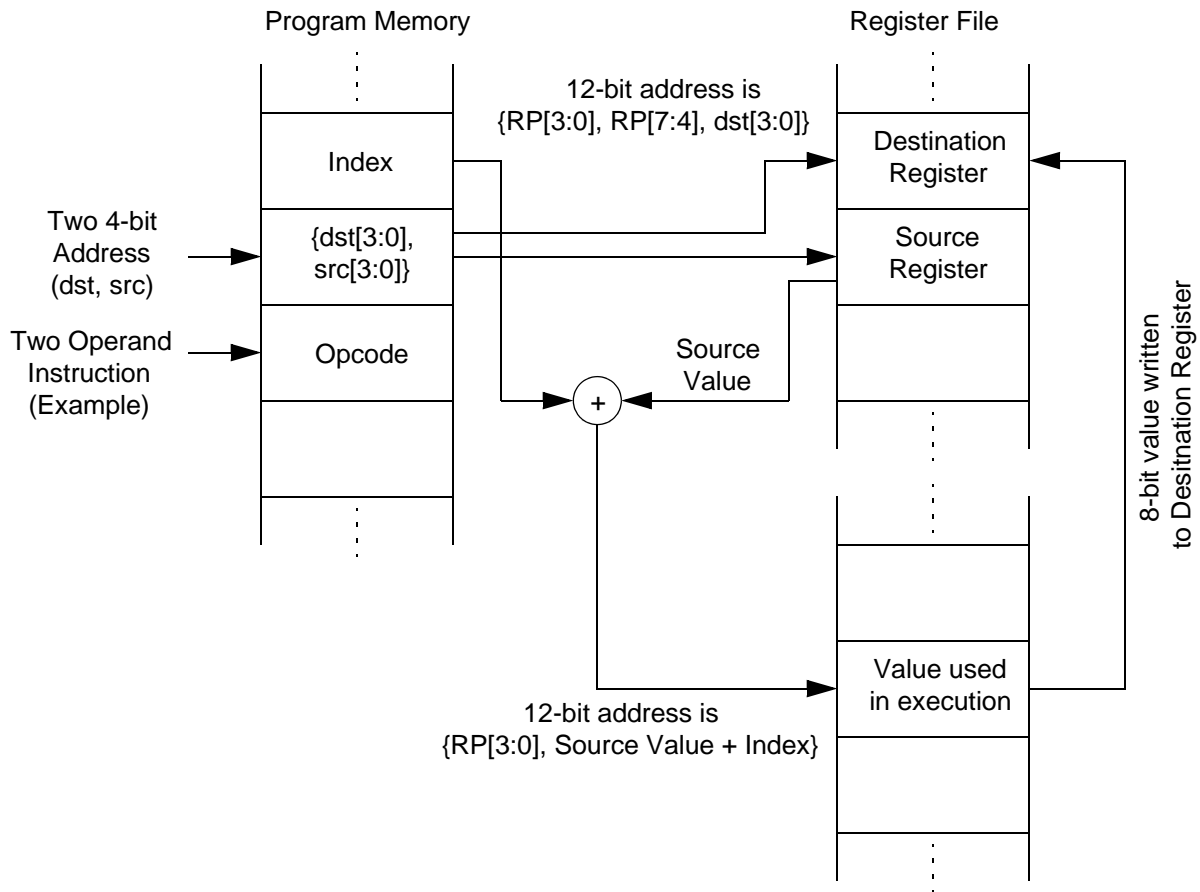 Program Memory
Register File
12-bit address is
{RP[3:0], RP[7:4], dst[3:0]}
Index
Destination
Register
Two 4-bit
Address
(dst, src)
{dst[3:0],
src[3:0]}
Source
Register
Two Operand
Instruction
(Example)
Opcode
Source
Value
+
8-bit value written
to Desitnation Register
Value used
in execution
12-bit address is
{RP[3:0], Source Value + Index}